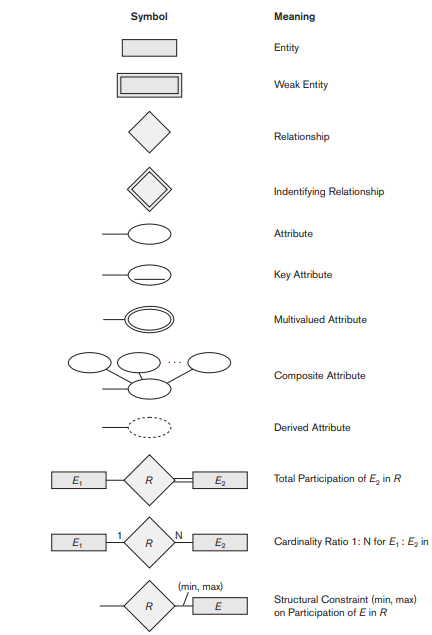 Symbol Meaning
Entity
Weak Entity
Relationship
Indentifying Relationship
Attribute
Key Attribute
Multivalued Attribute
. . .
Composite Attribute
Derived Attribute
E₁ R E₂ Total Participation of E₂ in R
E₁ 1 R N E₂ Cardinality Ratio 1: N for E₁ : E₂ in
(min, max)
R E Structural Constraint (min, max)
on Participation of E in R